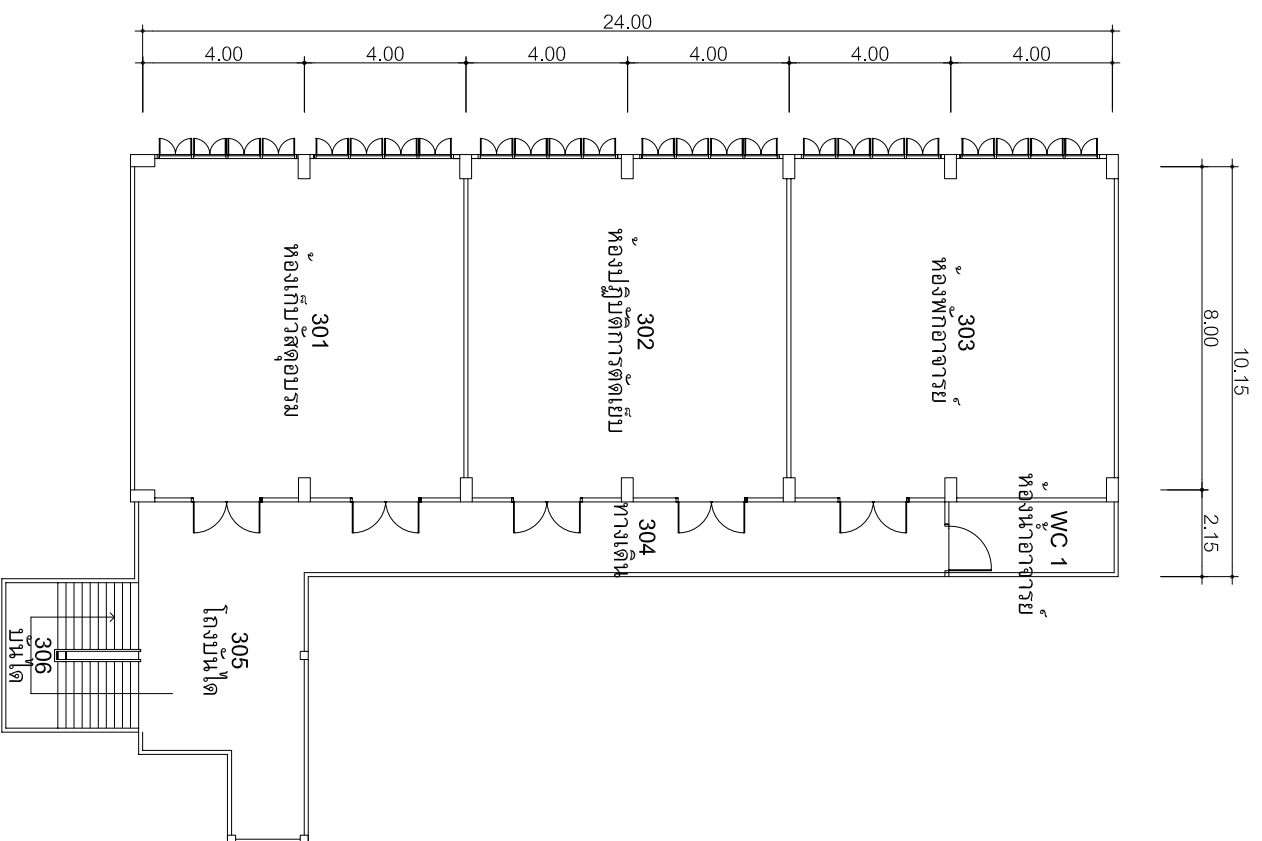 24.00
4.00 4.00 4.00 4.00 4.00 4.00
8.00
10.15
2.15
301
ห้องเก็บวัสดุอบรม
302
ห้องปฏิบัติการตัดเย็บ
303
ห้องพักอาจารย์
304
ทางเดิน
WC 1
ห้องน้ำอาจารย์
305
โถงบันได
306
บันได